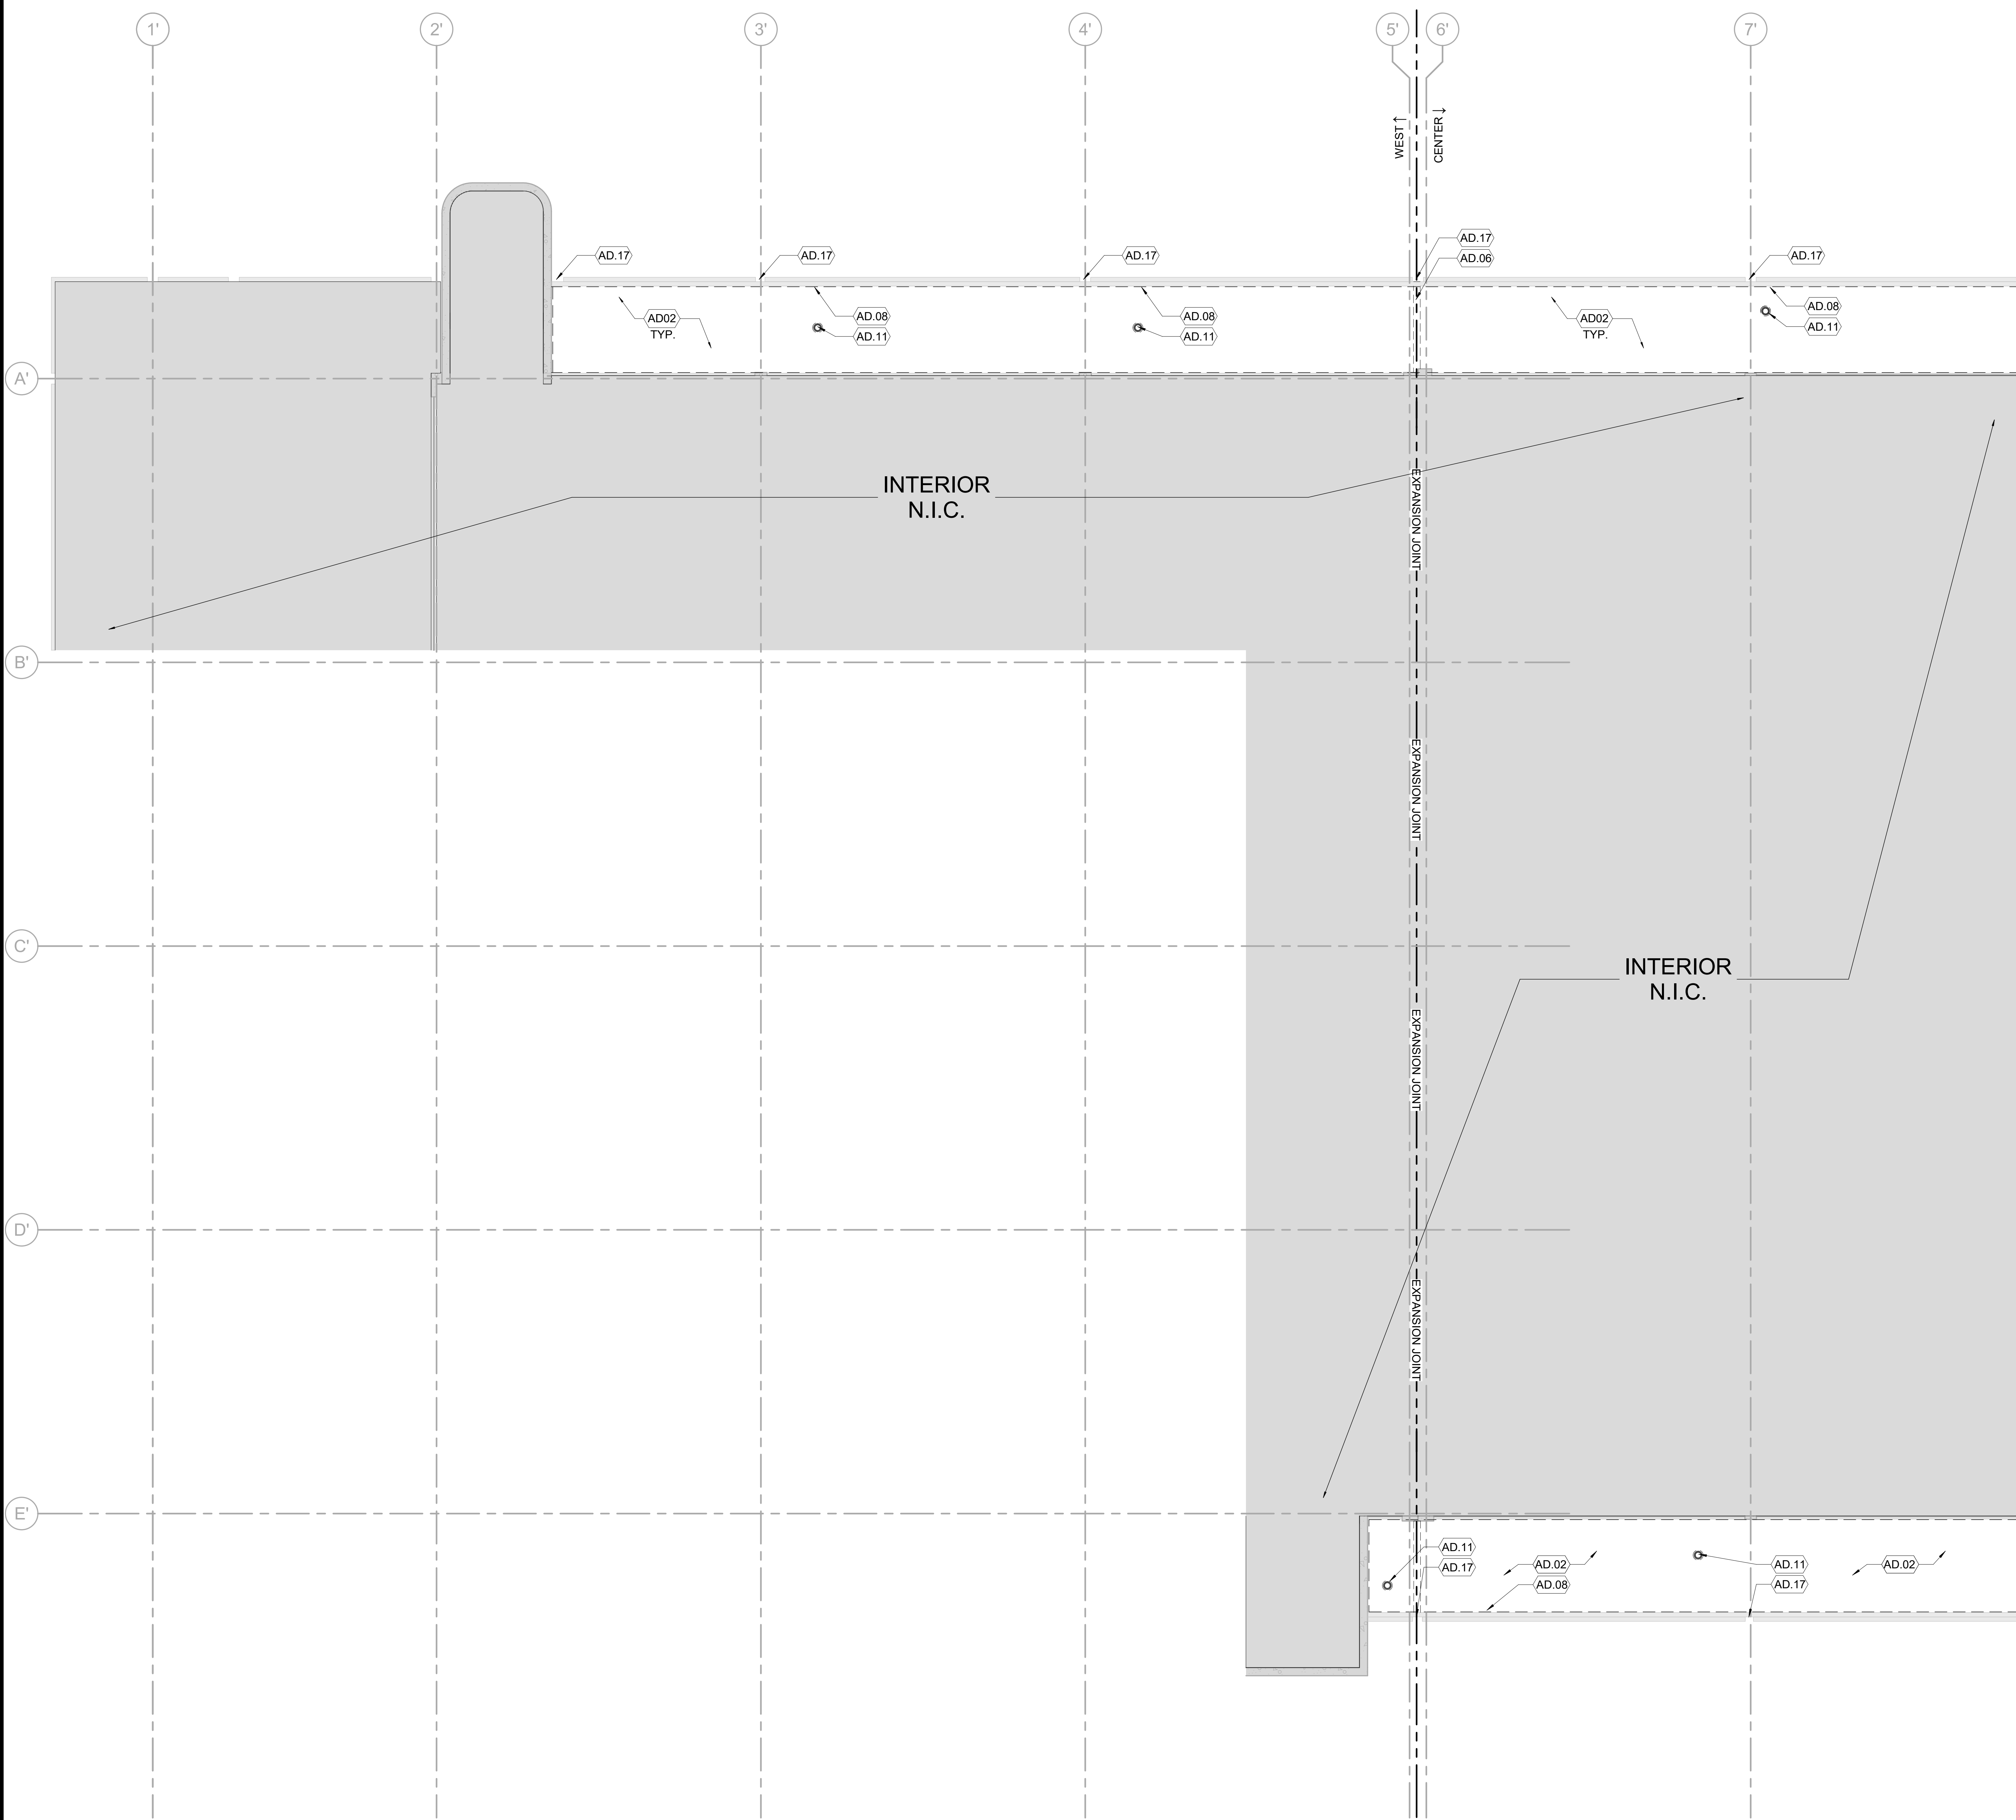 1'
2'
3'
4'
5'
6'
7'
WEST
CENTER
AD.17
AD.17
AD.17
AD.17
AD.06
AD.17
AD02
TYP.
AD.08
AD.11
AD.08
AD.11
AD02
TYP.
AD.08
AD.11
A'
INTERIOR
N.I.C.
EXPANSION JOINT
B'
EXPANSION JOINT
C'
INTERIOR
N.I.C.
EXPANSION JOINT
D'
EXPANSION JOINT
E'
AD.11
AD.17
AD.02
AD.08
AD.11
AD.17
AD.02